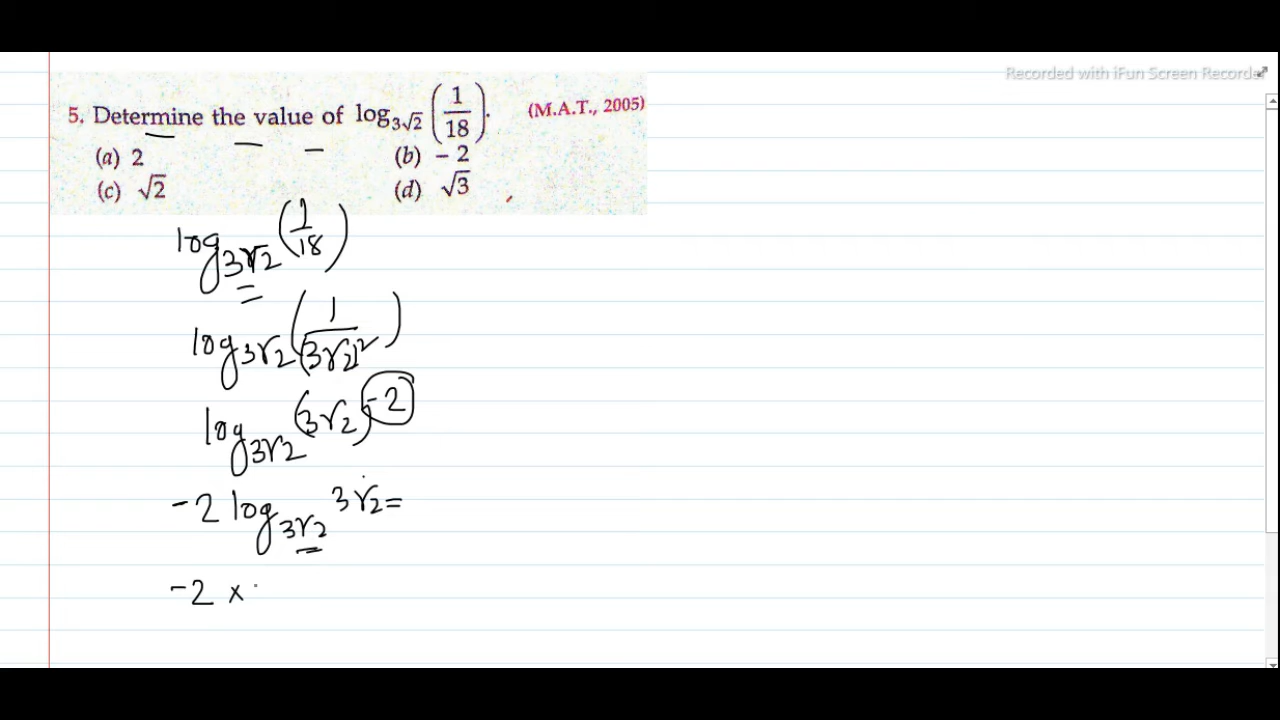 Recorded with iFun Screen Recorde
5. Determine the value of log₃√₂ (1/18). (M.A.T., 2005)
(a) 2 (b) – 2
(c) √2 (d) √3
log₃√₂ (1/18)
log₃√₂ (1/(3√2)²)
log₃√₂ (3√2)⁻²
-2 log₃√₂ 3√2 =
-2 ×